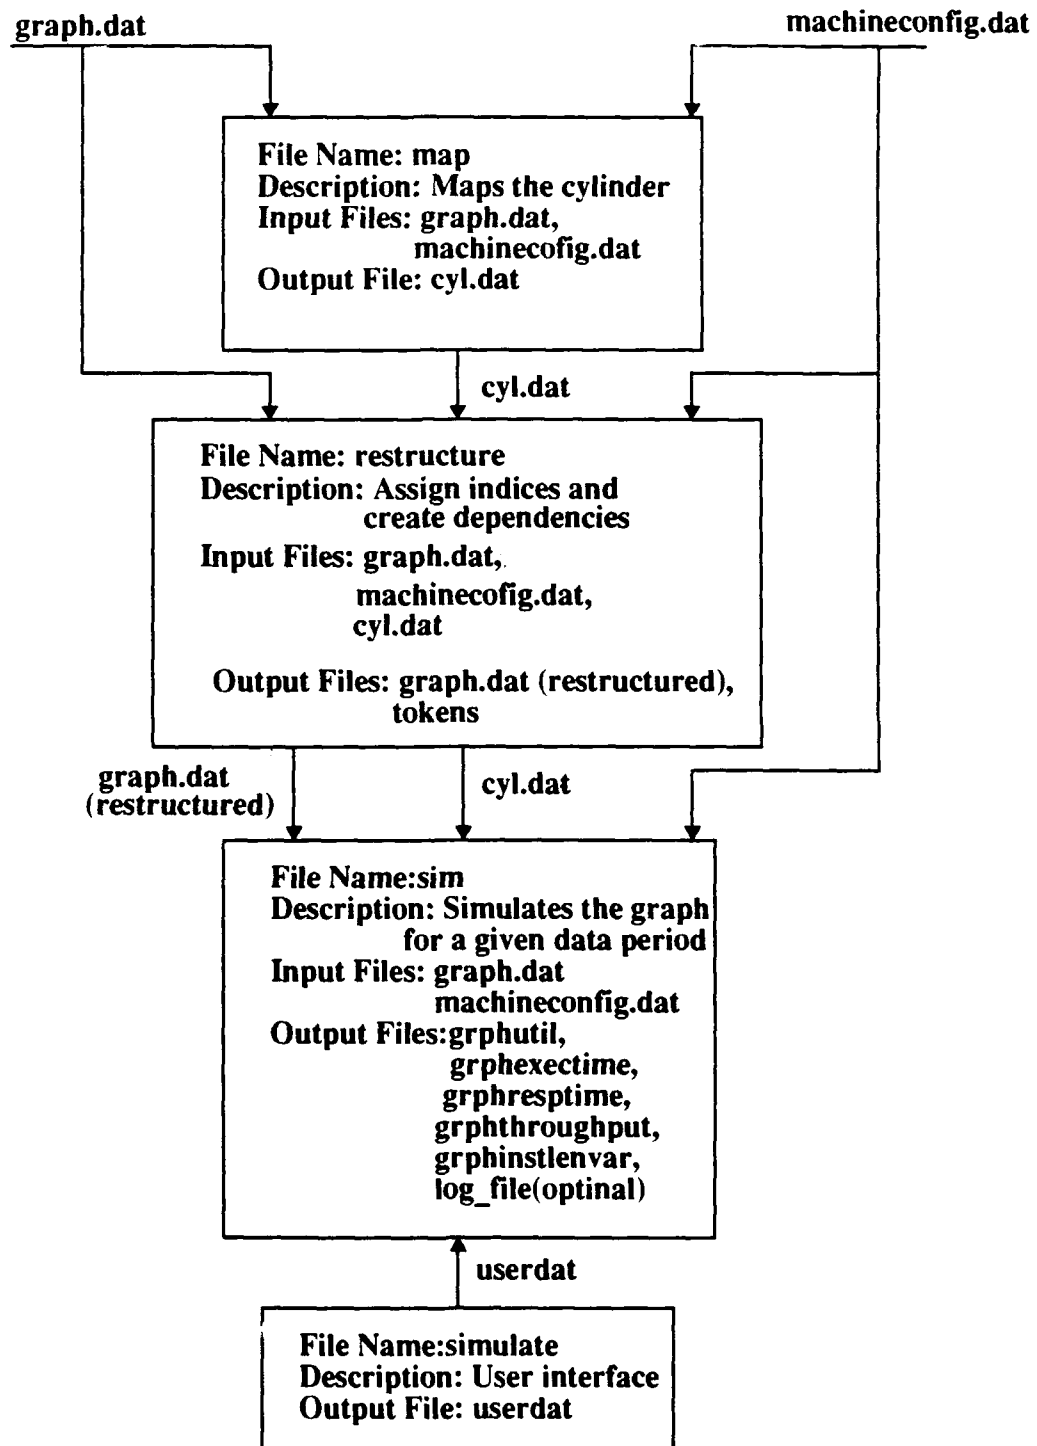 graph.dat
machineconfig.dat
File Name: map
Description: Maps the cylinder
Input Files: graph.dat,
machinecofig.dat
Output File: cyl.dat
cyl.dat
File Name: restructure
Description: Assign indices and
create dependencies
Input Files: graph.dat,
machinecofig.dat,
cyl.dat
Output Files: graph.dat (restructured),
tokens
graph.dat
(restructured)
cyl.dat
File Name:sim
Description: Simulates the graph
for a given data period
Input Files: graph.dat
machineconfig.dat
Output Files:grphutil,
grphexectime,
grphresptime,
grphthroughput,
grphinstlenvar,
log_file(optinal)
userdat
File Name:simulate
Description: User interface
Output File: userdat